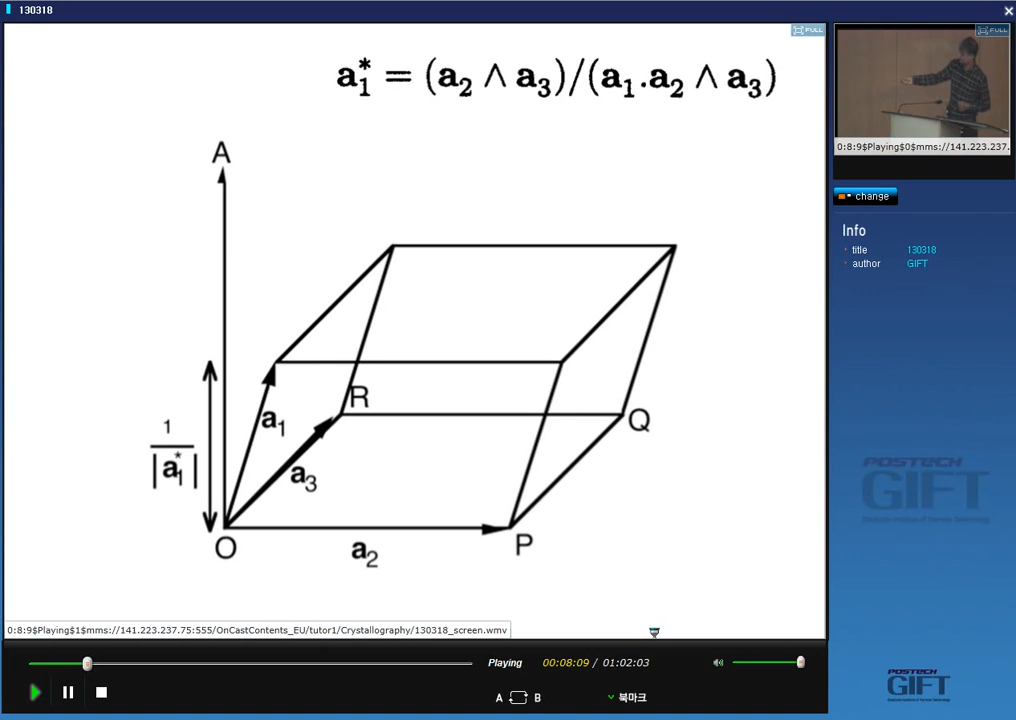 130318
FULL
a₁* = (a₂ ∧ a₃)/(a₁.a₂ ∧ a₃)
A
1
|a₁*|
a₁
R
a₃
Q
O
a₂
P
0:8:9$Playing$1$mms://141.223.237.75:555/OnCastContents_EU/tutor1/Crystallography/130318_screen.wmv
FULL
0:8:9$Playing$0$mms://141.223.237.
change
Info
title 130318
author GIFT
POSTECH
GIFT
Playing 00:08:09 / 01:02:03
A B 북마크
POSTECH
GIFT